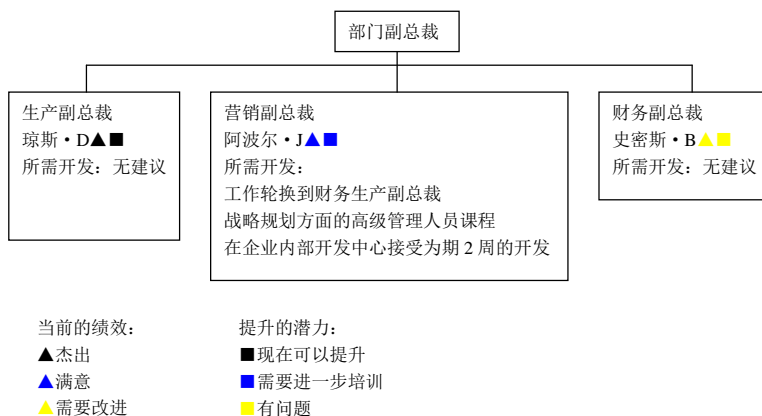 部门副总裁
生产副总裁
琼斯·D▲■
所需开发：无建议
营销副总裁
阿波尔·J▲■
所需开发：
工作轮换到财务生产副总裁
战略规划方面的高级管理人员课程
在企业内部开发中心接受为期 2 周的开发
财务副总裁
史密斯·B▲■
所需开发：无建议
当前的绩效：
▲杰出
▲满意
▲需要改进
提升的潜力：
■现在可以提升
■需要进一步培训
■有问题